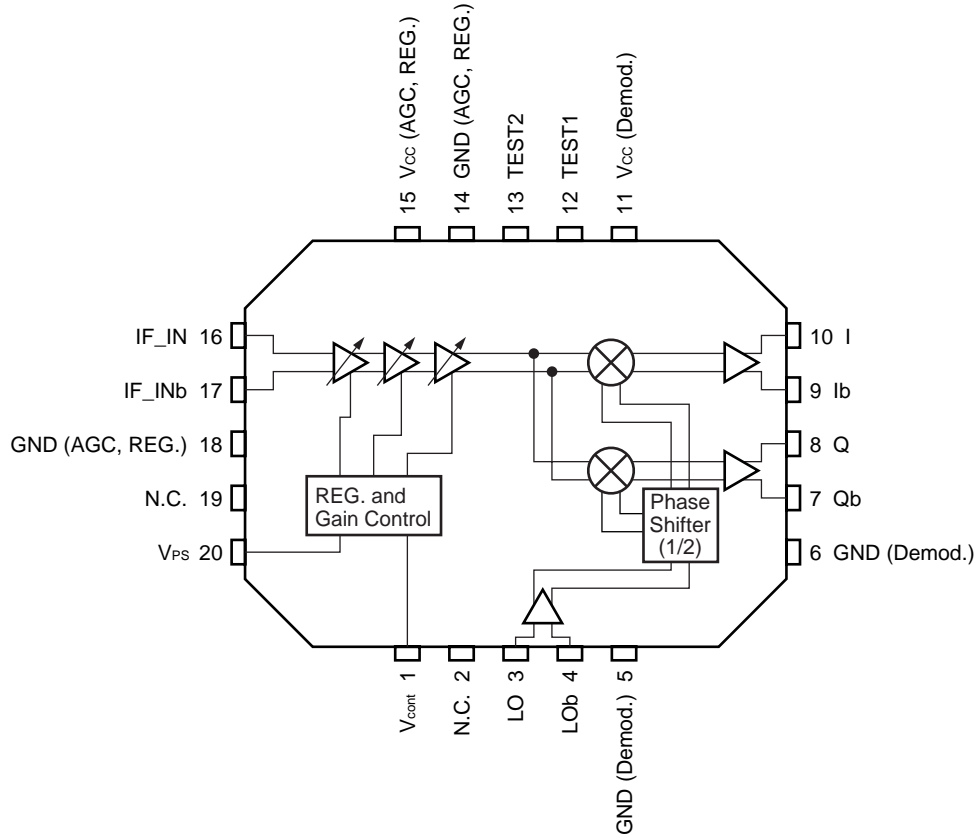 15 VCC (AGC, REG.)
14 GND (AGC, REG.)
13 TEST2
12 TEST1
11 VCC (Demod.)
IF_IN 16
IF_INb 17
GND (AGC, REG.) 18
N.C. 19
VPS 20
10 I
9 Ib
8 Q
7 Qb
6 GND (Demod.)
REG. and
Gain Control
Phase
Shifter
(1/2)
Vcont 1
N.C. 2
LO 3
LOb 4
GND (Demod.) 5